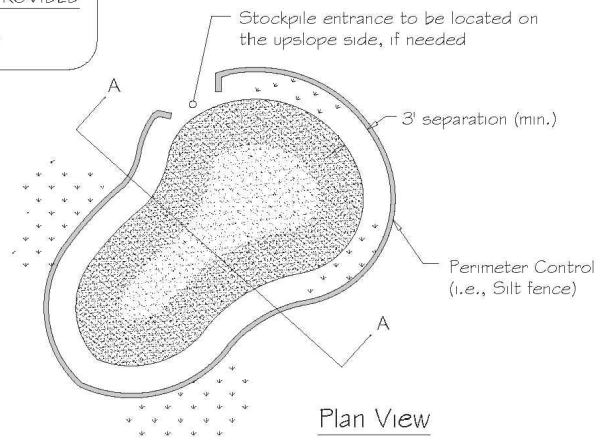 Stockpile entrance to be located on
the upslope side, if needed
A
3' separation (min.)
Perimeter Control
(i.e., Silt fence)
A
Plan View